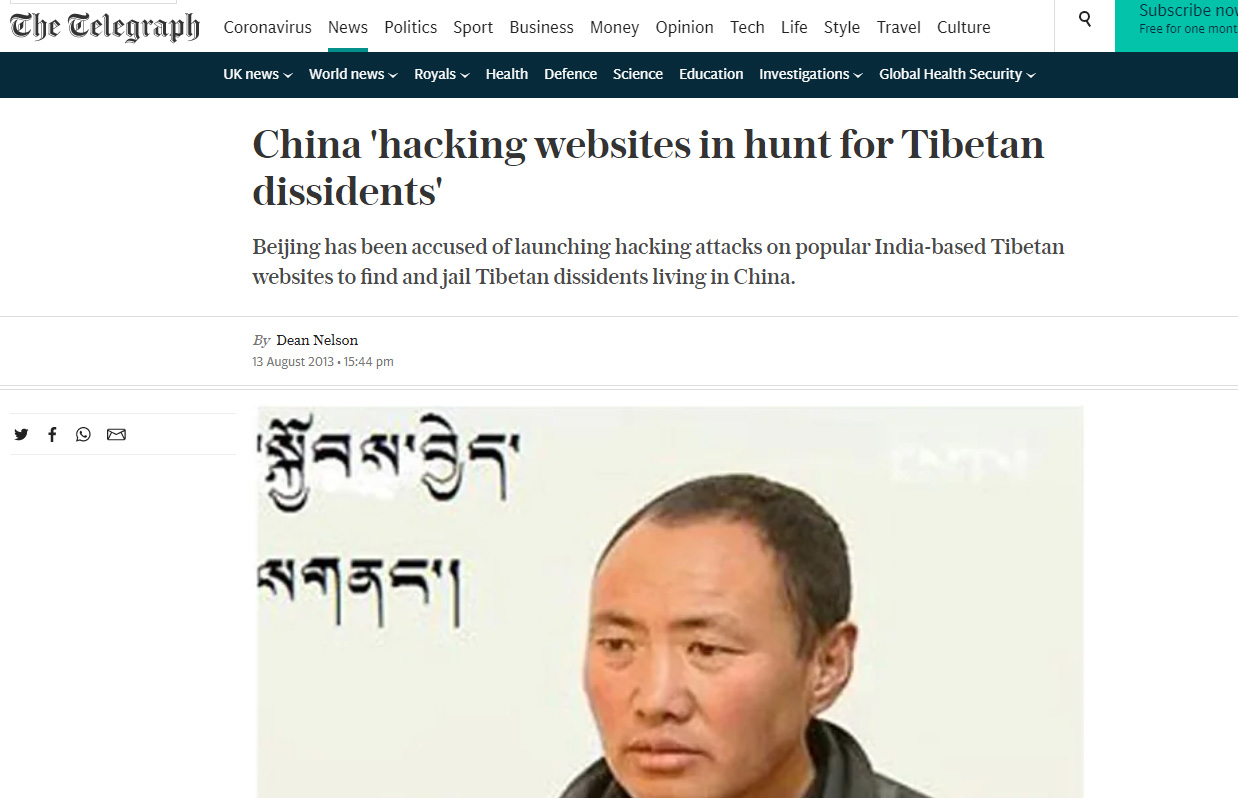 The Telegraph
Coronavirus News Politics Sport Business Money Opinion Tech Life Style Travel Culture
Subscribe now
Free for one mont
UK news World news Royals Health Defence Science Education Investigations Global Health Security
China 'hacking websites in hunt for Tibetan
dissidents'
Beijing has been accused of launching hacking attacks on popular India-based Tibetan
websites to find and jail Tibetan dissidents living in China.
By Dean Nelson
13 August 2013 • 15:44 pm
་སྐྱོབས་བྱེད་
སགནང་།